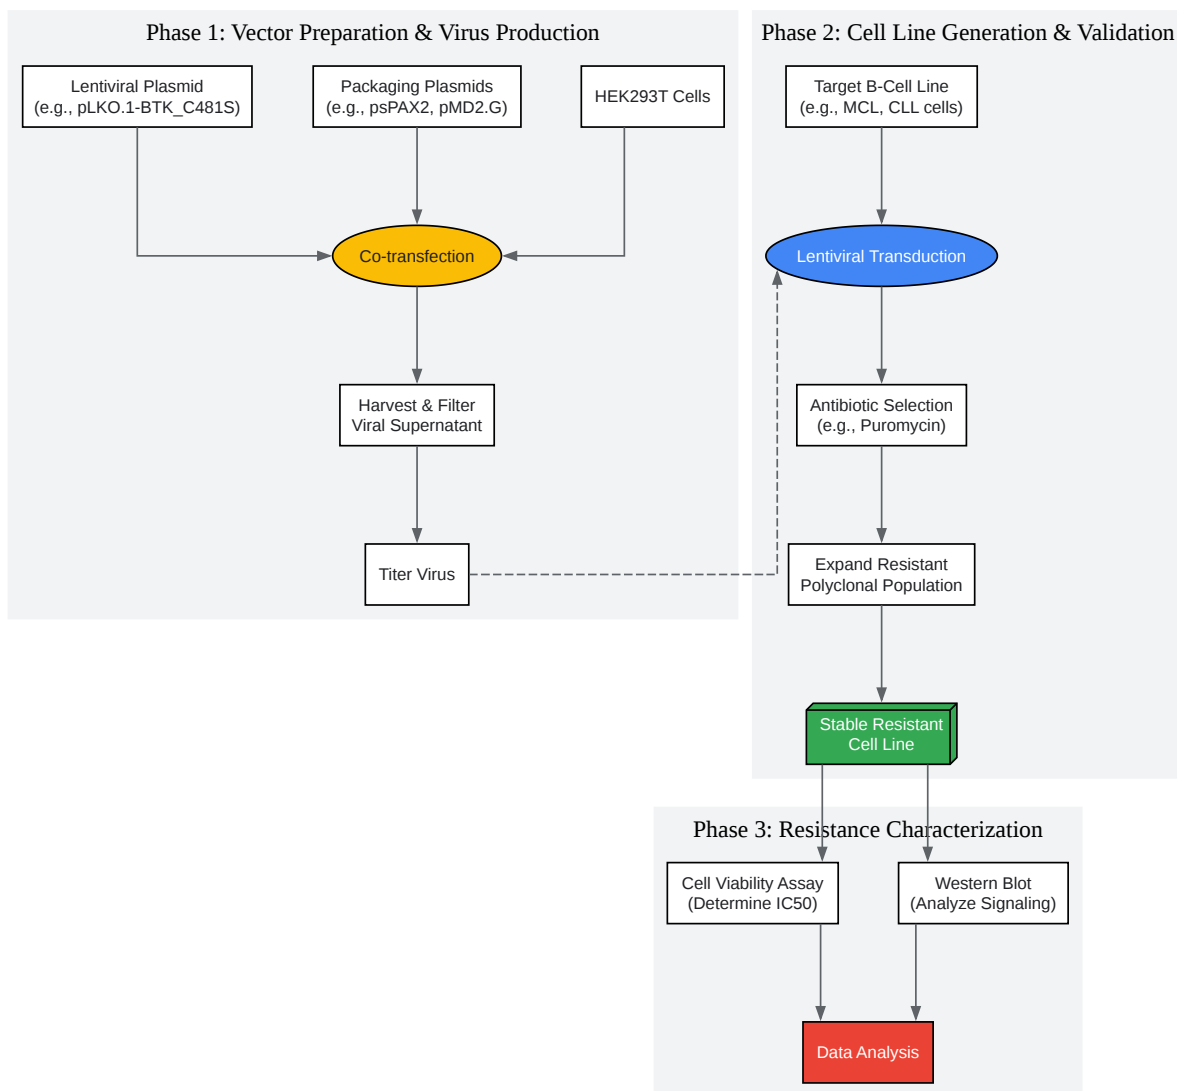 Phase 1: Vector Preparation & Virus Production
Lentiviral Plasmid
(e.g., pLKO.1-BTK_C481S)
Packaging Plasmids
(e.g., psPAX2, pMD2.G)
HEK293T Cells
Co-transfection
Harvest & Filter
Viral Supernatant
Titer Virus
Phase 2: Cell Line Generation & Validation
Target B-Cell Line
(e.g., MCL, CLL cells)
Lentiviral Transduction
Antibiotic Selection
(e.g., Puromycin)
Expand Resistant
Polyclonal Population
Stable Resistant
Cell Line
Phase 3: Resistance Characterization
Cell Viability Assay
(Determine IC50)
Western Blot
(Analyze Signaling)
Data Analysis